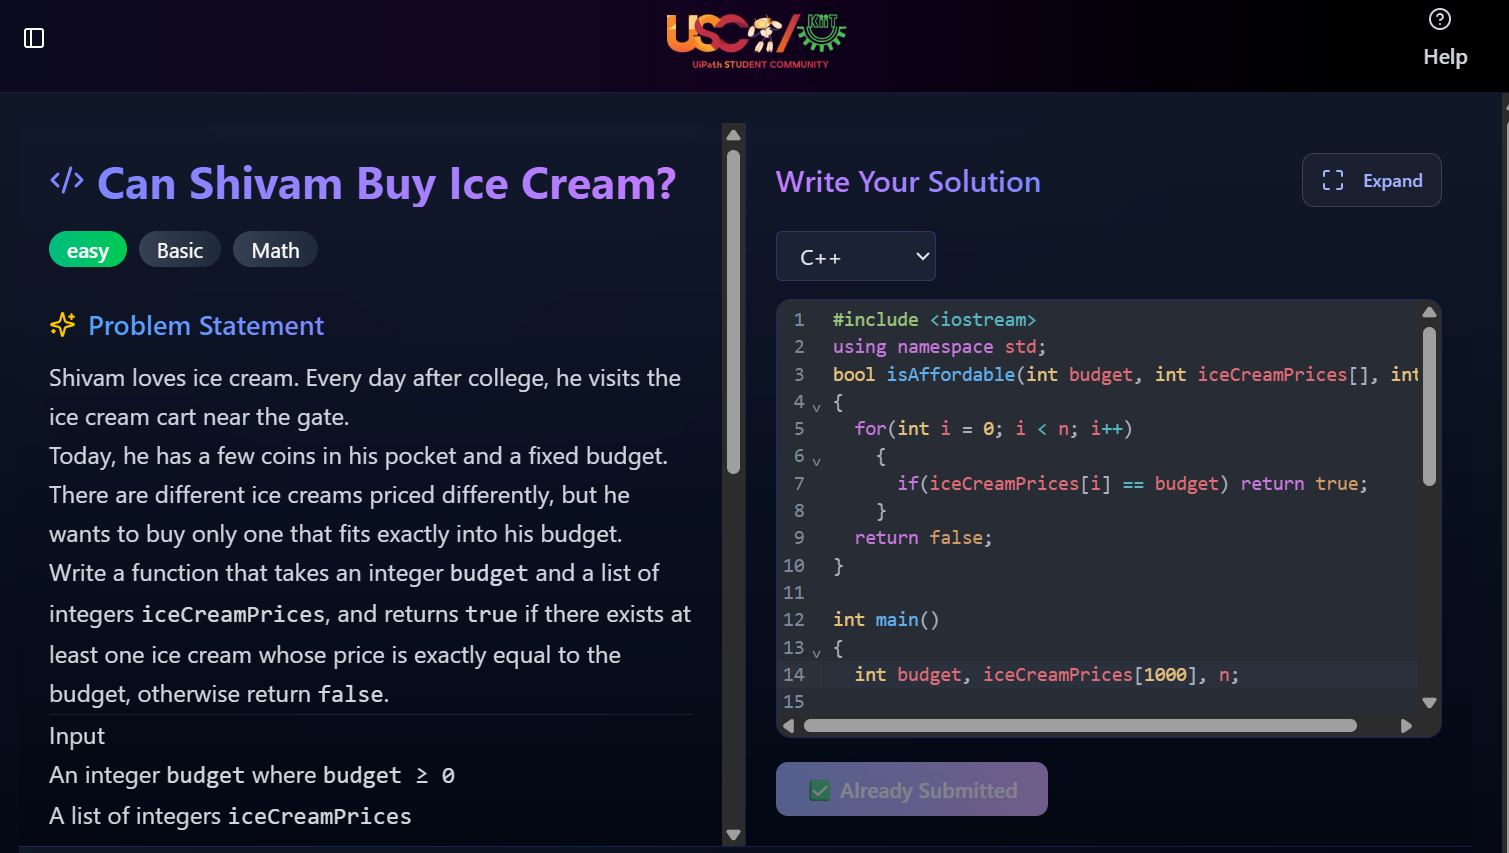 USC/KIIT
UiPath STUDENT COMMUNITY
Help
</> Can Shivam Buy Ice Cream?
easy
Basic
Math
Problem Statement
Shivam loves ice cream. Every day after college, he visits the
ice cream cart near the gate.
Today, he has a few coins in his pocket and a fixed budget.
There are different ice creams priced differently, but he
wants to buy only one that fits exactly into his budget.
Write a function that takes an integer budget and a list of
integers iceCreamPrices, and returns true if there exists at
least one ice cream whose price is exactly equal to the
budget, otherwise return false.
Input
An integer budget where budget ≥ 0
A list of integers iceCreamPrices
Write Your Solution
Expand
C++
1 #include <iostream>
2 using namespace std;
3 bool isAffordable(int budget, int iceCreamPrices[], int
4 {
5 for(int i = 0; i < n; i++)
6 {
7 if(iceCreamPrices[i] == budget) return true;
8 }
9 return false;
10 }
11
12 int main()
13 {
14 int budget, iceCreamPrices[1000], n;
15
✅ Already Submitted